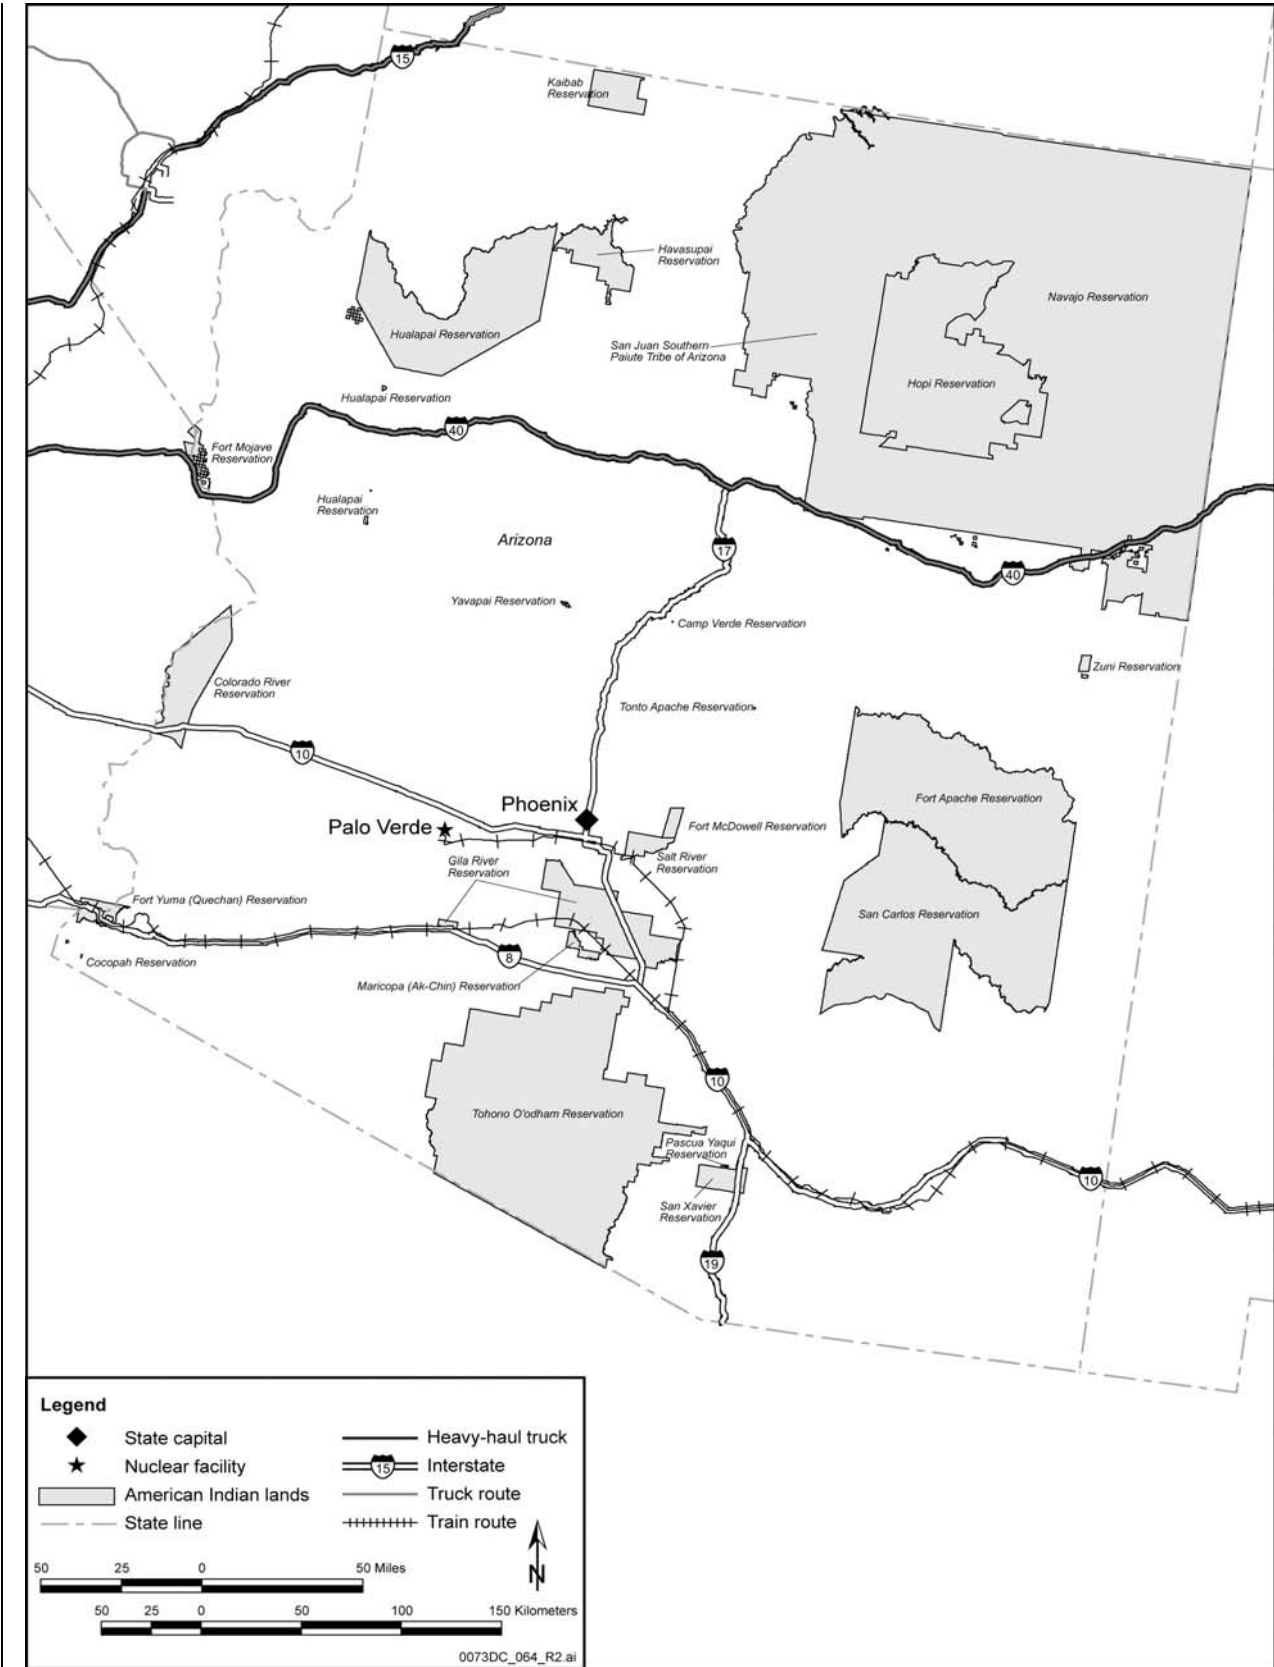 15
Kaibab
Reservation
Havasupai
Reservation
Navajo Reservation
Hualapai Reservation
San Juan Southern
Paiute Tribe of Arizona
Hopi Reservation
Hualapai Reservation
40
Fort Mojave
Reservation
Hualapai
Reservation
Arizona
17
40
Yavapai Reservation
Camp Verde Reservation
Zuni Reservation
Colorado River
Reservation
Tonto Apache Reservation
10
Fort Apache Reservation
Phoenix
Palo Verde
Fort McDowell Reservation
Salt River
Reservation
Gila River
Reservation
Fort Yuma (Quechan) Reservation
San Carlos Reservation
8
Cocopah Reservation
Maricopa (Ak-Chin) Reservation
10
Tohono O'odham Reservation
Pascua Yaqui
Reservation
10
San Xavier
Reservation
19
Legend
State capital
Nuclear facility
American Indian lands
State line
Heavy-haul truck
15 Interstate
Truck route
Train route
N
50 25 0 50 Miles
50 25 0 50 100 150 Kilometers
0073DC_064_R2.ai